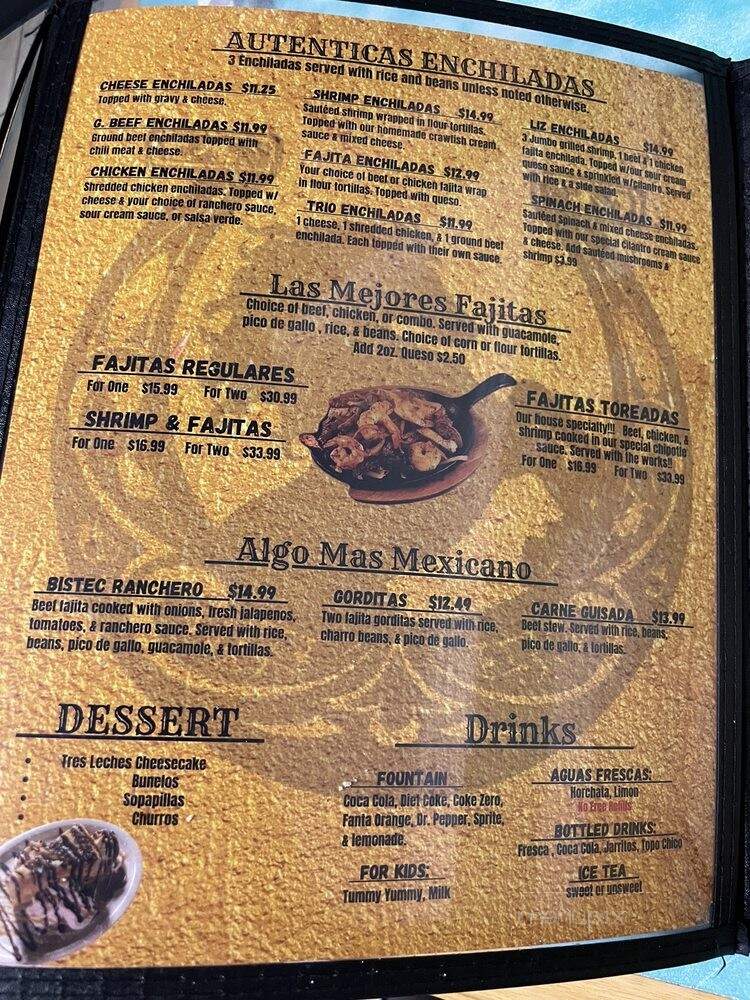 AUTENTICAS ENCHILADAS
3 Enchiladas served with rice and beans unless noted otherwise.
CHEESE ENCHILADAS $11.25
Topped with gravy & cheese.
G. BEEF ENCHILADAS $11.99
Ground beef enchiladas topped with
chili meat & cheese.
CHICKEN ENCHILADAS $11.99
Shredded chicken enchiladas. Topped w/
cheese & your choice of ranchero sauce,
sour cream sauce, or salsa verde.
SHRIMP ENCHILADAS $14.99
Sautéed shrimp wrapped in flour tortillas.
Topped with our homemade crawfish cream
sauce & mixed cheese.
FAJITA ENCHILADAS $12.99
Your choice of beef or chicken fajita wrap
in flour tortillas. Topped with queso.
TRIO ENCHILADAS $11.99
1 cheese, 1 shredded chicken, & 1 ground beef
enchilada. Each topped with their own sauce.
LIZ ENCHILADAS $14.99
3 Jumbo grilled shrimp, 1 beef & 1 chicken
fajita enchilada. Topped w/our sour cream
queso sauce & sprinkled w/cilantro. Served
with rice & a side salad.
SPINACH ENCHILADAS $11.99
Sautéed Spinach & mixed cheese enchiladas.
Topped with our special cilantro cream sauce
& cheese. Add sautéed mushrooms &
shrimp $3.99
Las Mejores Fajitas
Choice of beef, chicken, or combo. Served with guacamole,
pico de gallo , rice, & beans. Choice of corn or flour tortillas.
Add 2oz. Queso $2.50
FAJITAS REGULARES
For One $15.99 For Two $30.99
SHRIMP & FAJITAS
For One $16.99 For Two $33.99
FAJITAS TOREADAS
Our house specialty!!! Beef, chicken, &
shrimp cooked in our special chipotle
sauce. Served with the works!!
For One $16.99 For Two $33.99
Algo Mas Mexicano
BISTEC RANCHERO $14.99
Beef fajita cooked with onions, fresh jalapenos,
tomatoes, & ranchero sauce. Served with rice,
beans, pico de gallo, guacamole, & tortillas.
GORDITAS $12.49
Two fajita gorditas served with rice,
charro beans, & pico de gallo.
CARNE GUISADA $13.99
Beef stew. Served with rice, beans,
pico de gallo, & tortillas.
DESSERT
Tres Leches Cheesecake
Bunelos
Sopapillas
Churros
Drinks
FOUNTAIN
Coca Cola, Diet Coke, Coke Zero,
Fanta Orange, Dr. Pepper, Sprite,
& lemonade.
FOR KIDS:
Tummy Yummy, Milk
AGUAS FRESCAS:
Horchata, Limon
No Free Refills
BOTTLED DRINKS:
Fresca , Coca Cola, Jarritos, Topo Chico
ICE TEA
sweet or unsweet